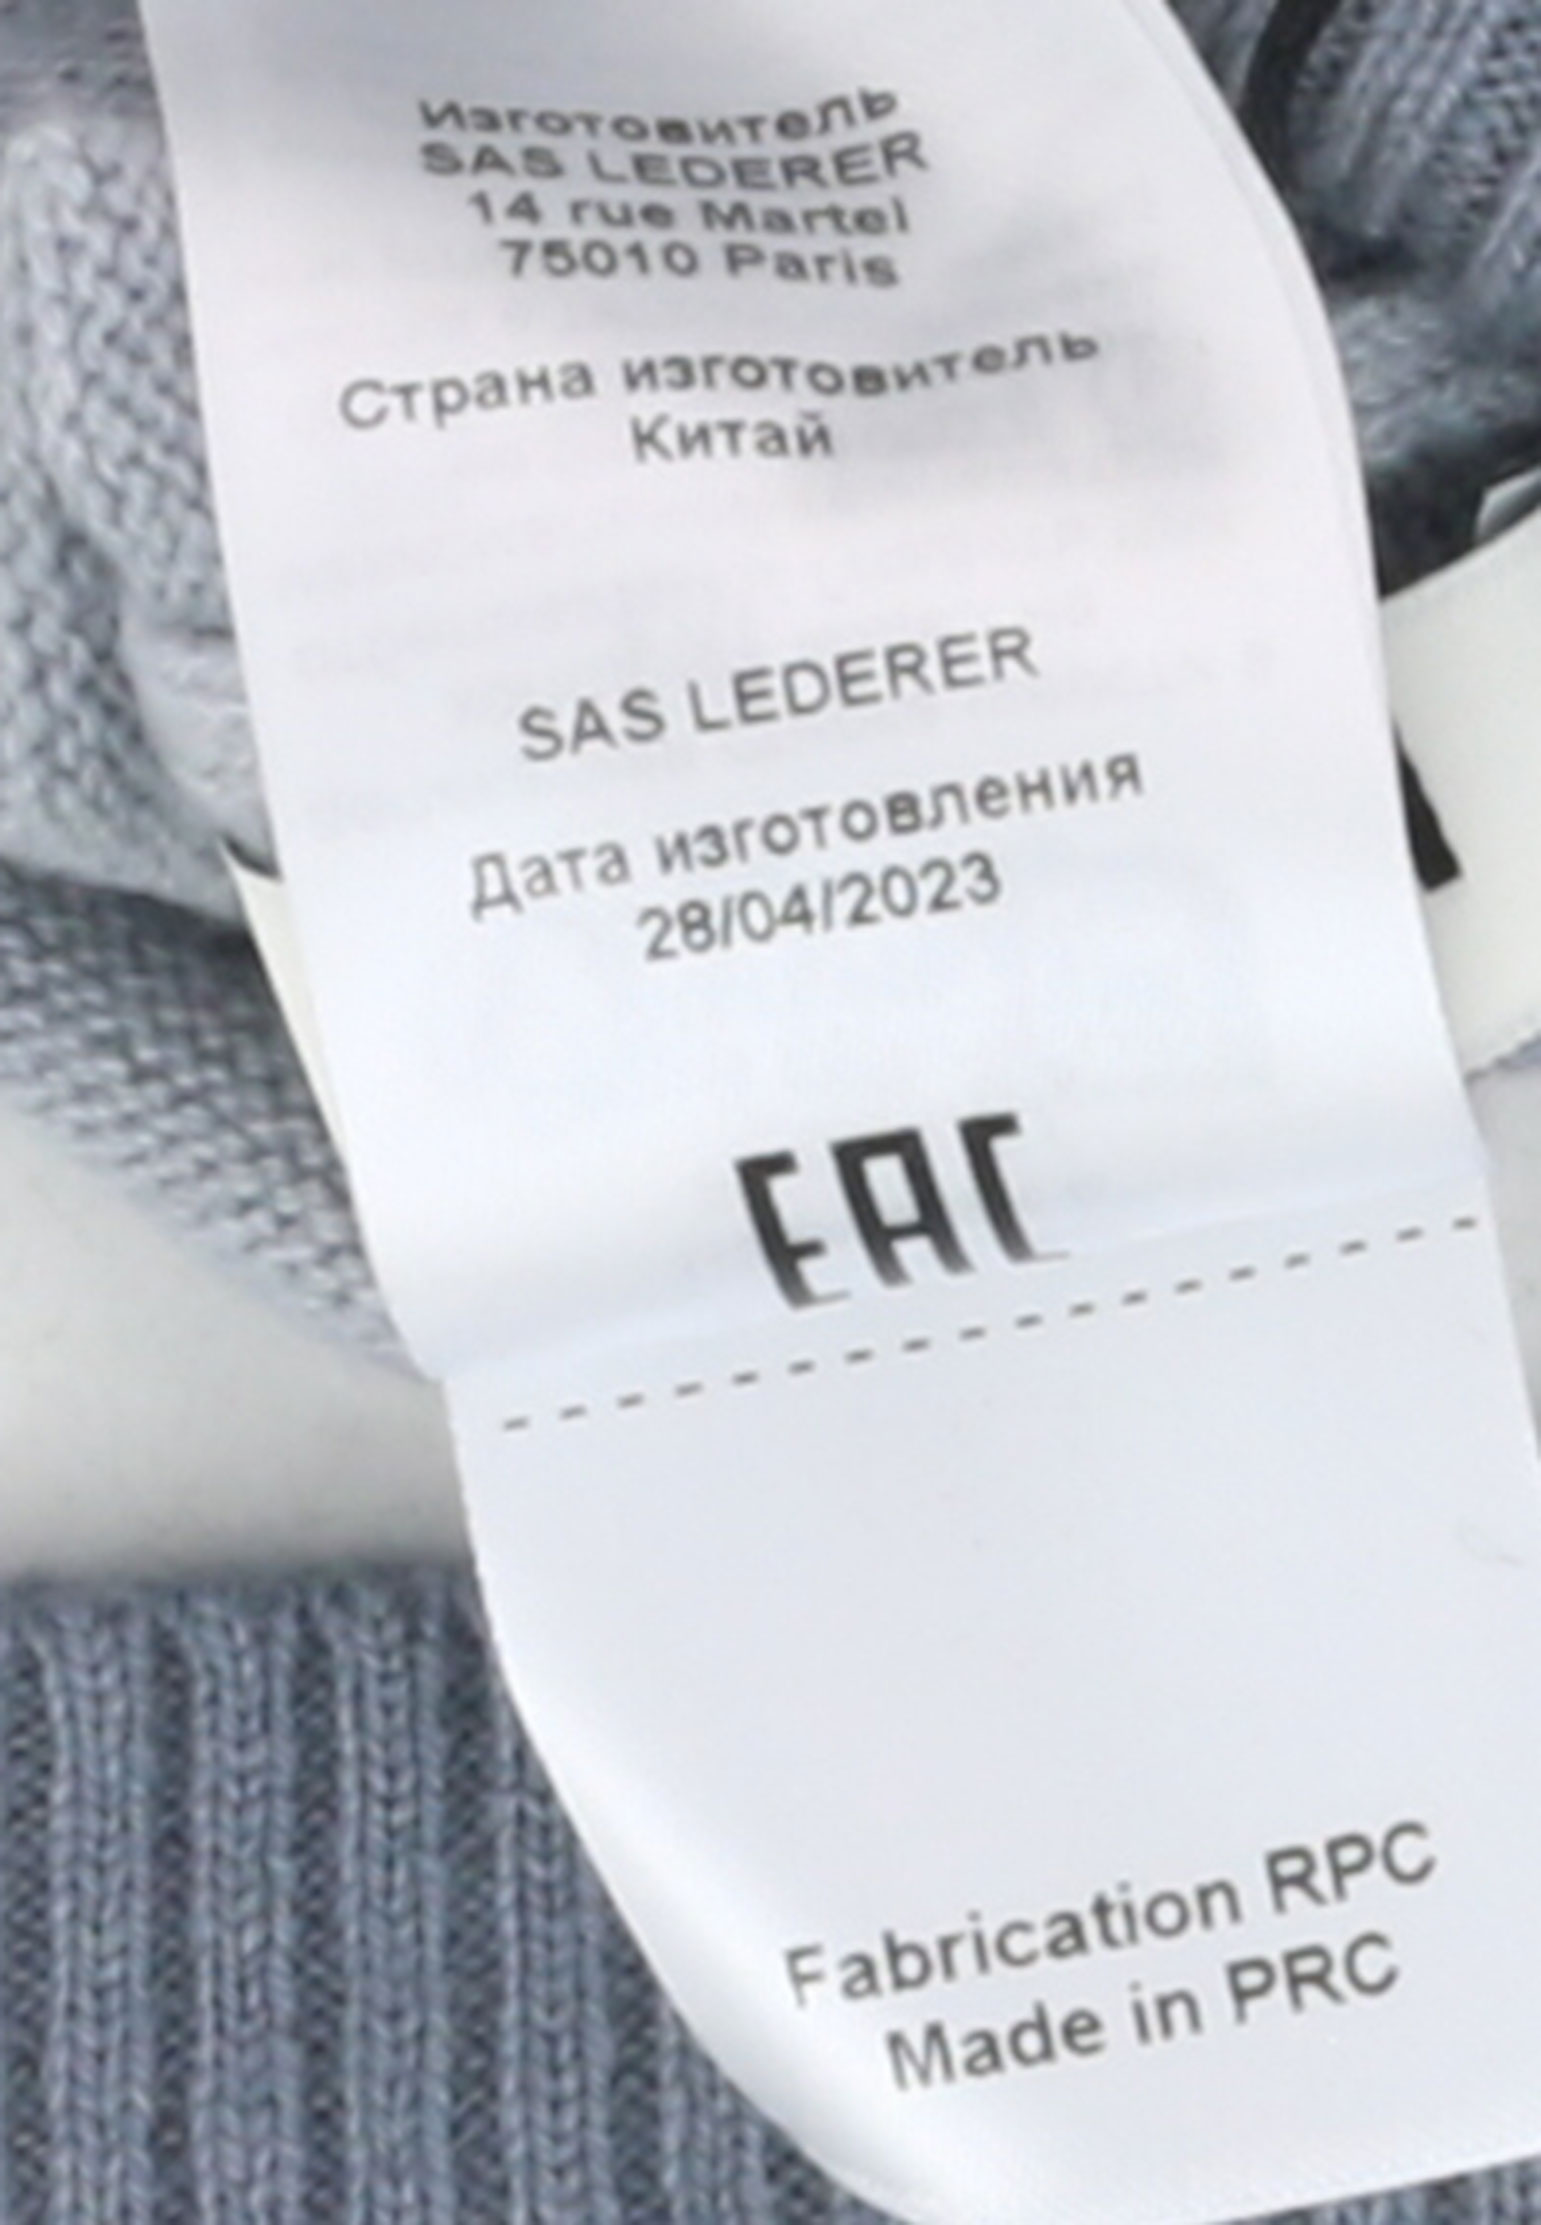 Изготовитель
SAS LEDERER
14 rue Martel
75010 Paris
Страна изготовитель
Китай
SAS LEDERER
Дата изготовления
28/04/2023
EAC
Fabrication RPC
Made in PRC